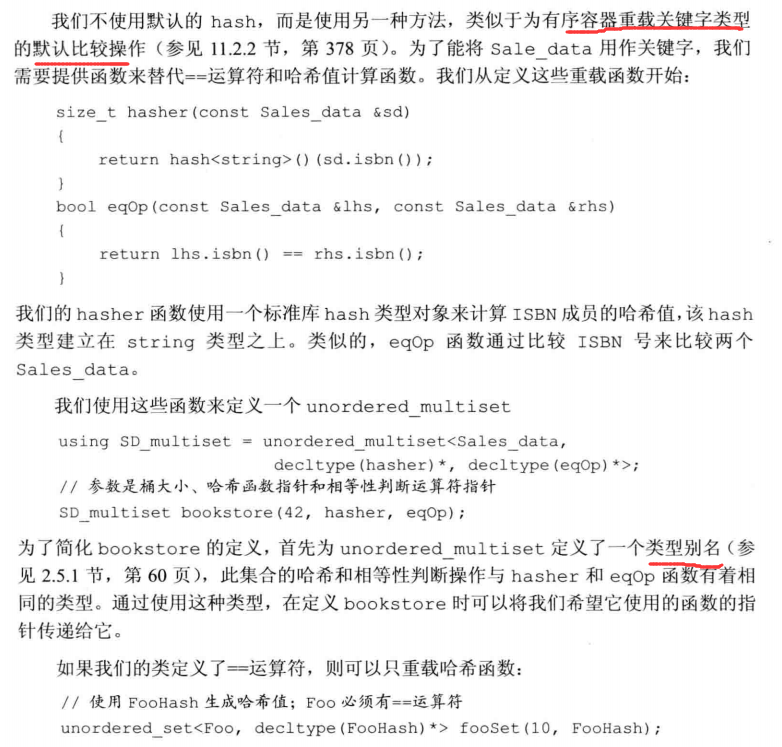 我们不使用默认的 hash，而是使用另一种方法，类似于为有序容器重载关键字类型
的默认比较操作（参见 11.2.2 节，第 378 页）。为了能将 Sale_data 用作关键字，我们
需要提供函数来替代==运算符和哈希值计算函数。我们从定义这些重载函数开始：
size_t hasher(const Sales_data &sd)
{
    return hash<string>()(sd.isbn());
}
bool eqOp(const Sales_data &lhs, const Sales_data &rhs)
{
    return lhs.isbn() == rhs.isbn();
}
我们的 hasher 函数使用一个标准库 hash 类型对象来计算 ISBN 成员的哈希值，该 hash
类型建立在 string 类型之上。类似的，eqOp 函数通过比较 ISBN 号来比较两个
Sales_data。
我们使用这些函数来定义一个 unordered_multiset
using SD_multiset = unordered_multiset<Sales_data,
                    decltype(hasher)*, decltype(eqOp)*>;
// 参数是桶大小、哈希函数指针和相等性判断运算符指针
SD_multiset bookstore(42, hasher, eqOp);
为了简化 bookstore 的定义，首先为 unordered_multiset 定义了一个类型别名（参
见 2.5.1 节，第 60 页），此集合的哈希和相等性判断操作与 hasher 和 eqOp 函数有着相
同的类型。通过使用这种类型，在定义 bookstore 时可以将我们希望它使用的函数的指
针传递给它。
如果我们的类定义了==运算符，则可以只重载哈希函数：
// 使用 FooHash 生成哈希值；Foo 必须有==运算符
unordered_set<Foo, decltype(FooHash)*> fooSet(10, FooHash);